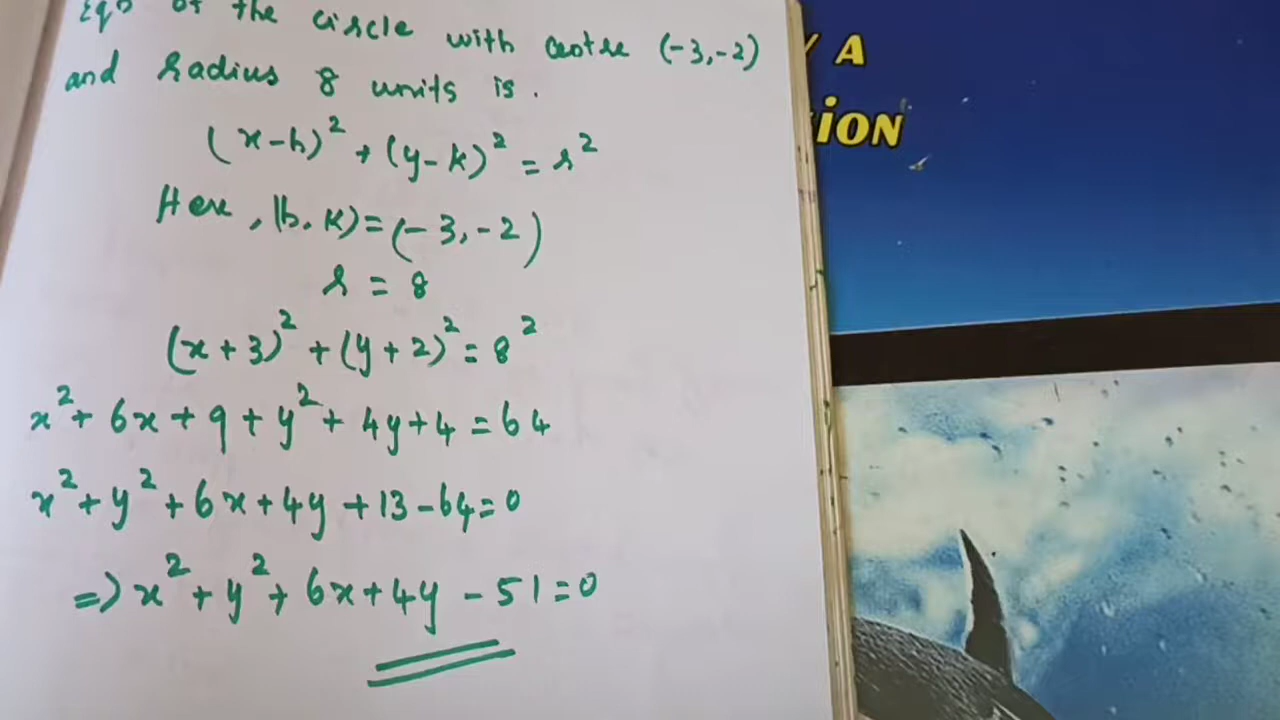 Eqn of the circle with centre (-3,-2)
and radius 8 units is.
(x-h)² + (y-k)² = r²
Here, (h, k) = (-3, -2)
r = 8
(x+3)² + (y+2)² = 8²
x² + 6x + 9 + y² + 4y + 4 = 64
x² + y² + 6x + 4y + 13 - 64 = 0
=> x² + y² + 6x + 4y - 51 = 0
Y A
ION